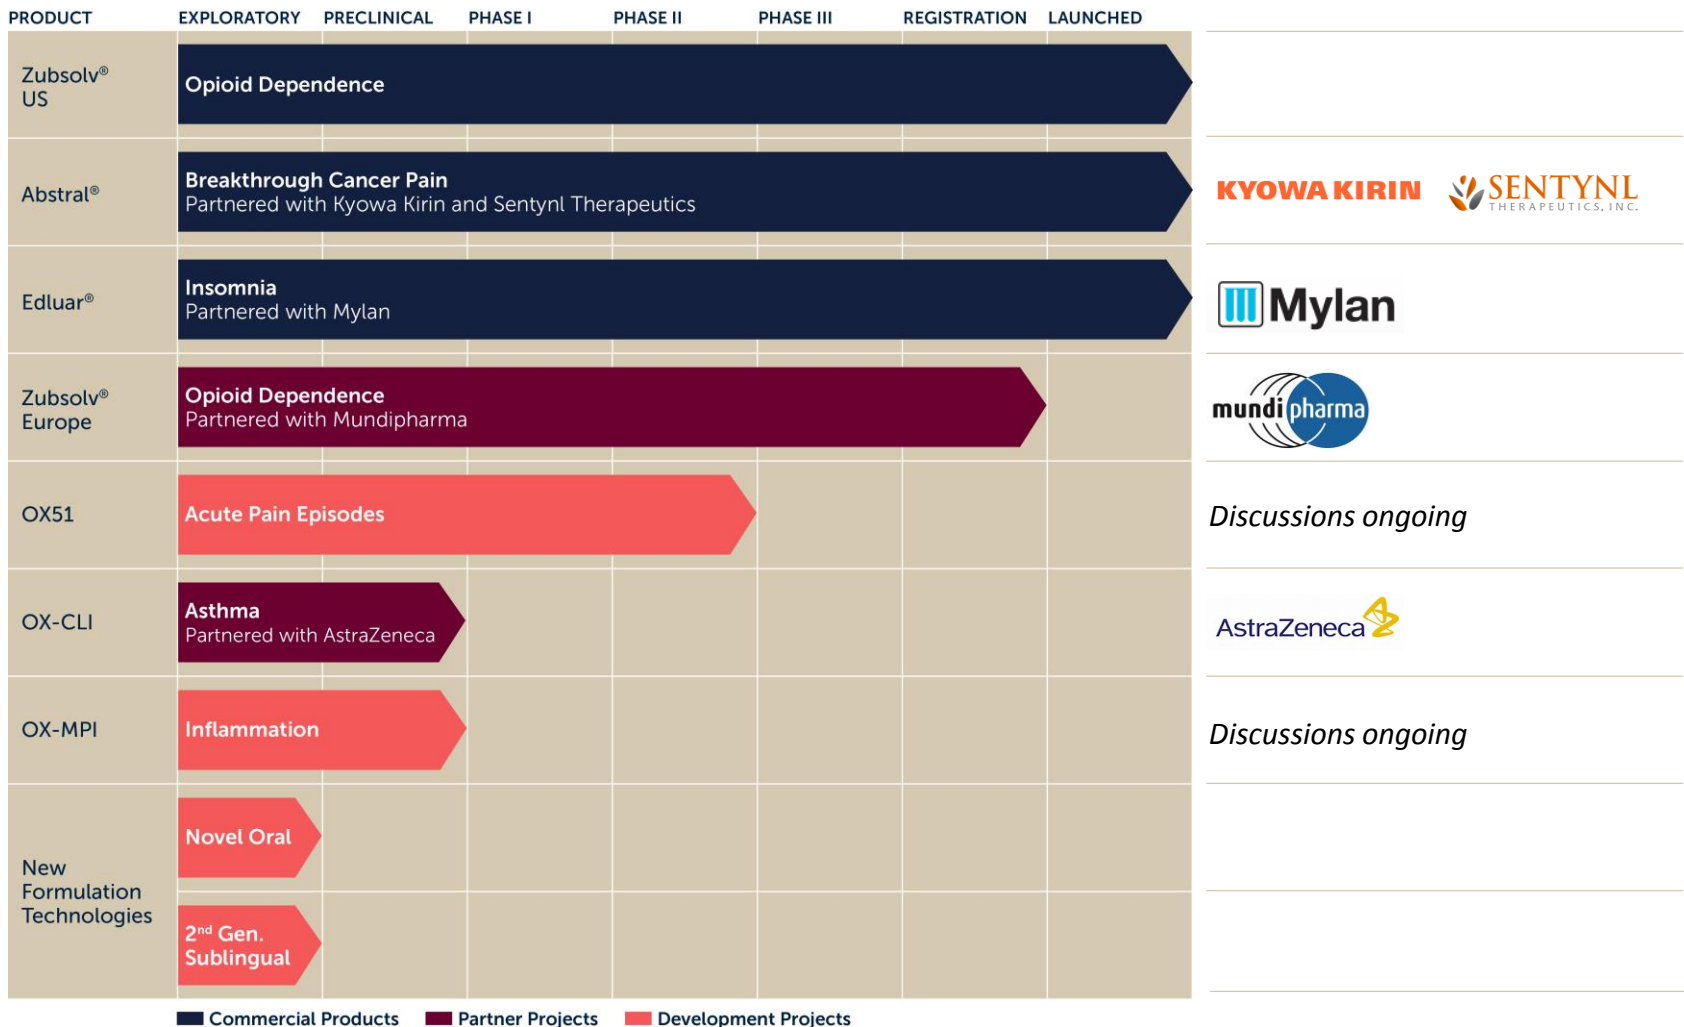 PRODUCT EXPLORATORY PRECLINICAL PHASE I PHASE II PHASE III REGISTRATION LAUNCHED
Zubsolv®
US
Opioid Dependence
Abstral®
Breakthrough Cancer Pain
Partnered with Kyowa Kirin and Sentynl Therapeutics
KYOWA KIRIN
SENTYNL
THERAPEUTICS, INC.
Edluar®
Insomnia
Partnered with Mylan
Mylan
Zubsolv®
Europe
Opioid Dependence
Partnered with Mundipharma
mundipharma
OX51
Acute Pain Episodes
Discussions ongoing
OX-CLI
Asthma
Partnered with AstraZeneca
AstraZeneca
OX-MPI
Inflammation
Discussions ongoing
New
Formulation
Technologies
Novel Oral
2nd Gen.
Sublingual
Commercial Products Partner Projects Development Projects